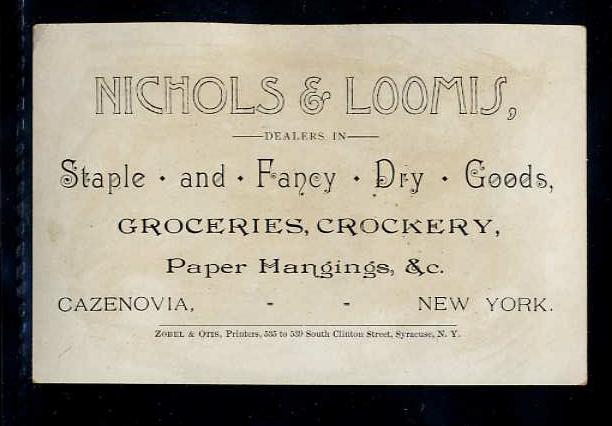 NICHOLS & LOOMIS,
DEALERS IN
Staple · and · Fancy · Dry · Goods,
GROCERIES, CROCKERY,
Paper Hangings, &c.
CAZENOVIA, - - NEW YORK.
ZOBEL & OTIS, Printers, 535 to 539 South Clinton Street, Syracuse, N. Y.